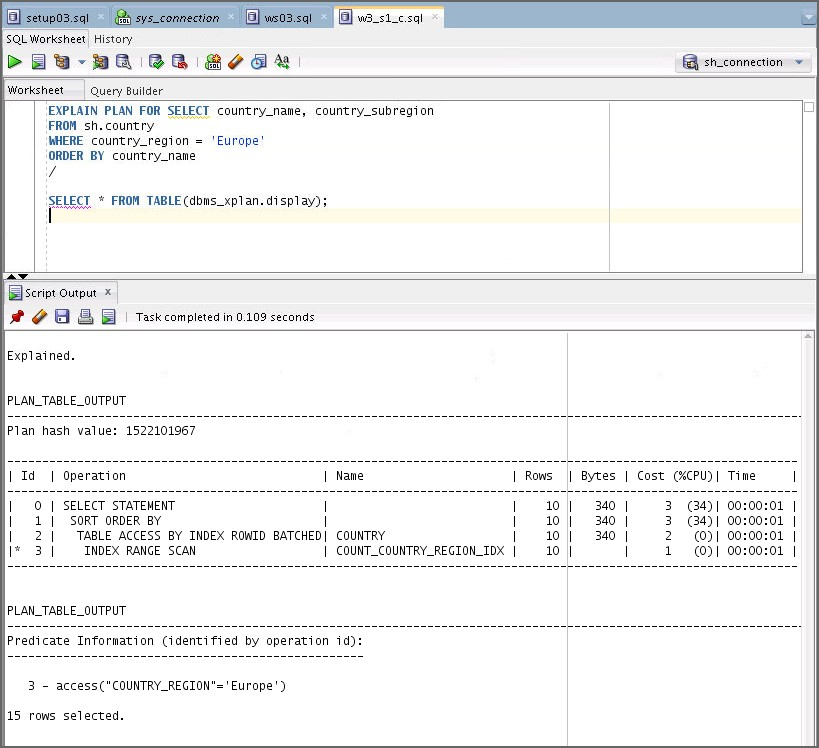 setup03.sql sys_connection ws03.sql w3_s1_c.sql
SQL Worksheet History
sh_connection
Worksheet Query Builder
EXPLAIN PLAN FOR SELECT country_name, country_subregion
FROM sh.country
WHERE country_region = 'Europe'
ORDER BY country_name
/
SELECT * FROM TABLE(dbms_xplan.display);
Script Output x
Task completed in 0.109 seconds
Explained.
PLAN_TABLE_OUTPUT
--------------------------------------------------------------------------------
Plan hash value: 1522101967
--------------------------------------------------------------------------------
| Id | Operation | Name | Rows | Bytes | Cost (%CPU)| Time |
--------------------------------------------------------------------------------
| 0 | SELECT STATEMENT | | 10 | 340 | 3 (34)| 00:00:01 |
| 1 | SORT ORDER BY | | 10 | 340 | 3 (34)| 00:00:01 |
| 2 | TABLE ACCESS BY INDEX ROWID BATCHED| COUNTRY | 10 | 340 | 2 (0)| 00:00:01 |
|* 3 | INDEX RANGE SCAN | COUNT_COUNTRY_REGION_IDX | 10 | | 1 (0)| 00:00:01 |
--------------------------------------------------------------------------------
PLAN_TABLE_OUTPUT
--------------------------------------------------------------------------------
Predicate Information (identified by operation id):
---------------------------------------------------
3 - access("COUNTRY_REGION"='Europe')
15 rows selected.